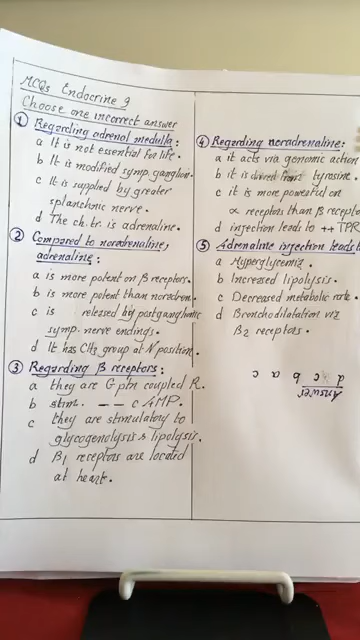 MCQs Endocrine 9
Choose one incorrect answer
① Regarding adrenal medulla:
a It is not essential for life.
b It is modified symp. ganglion.
c It is supplied by greater
splanchnic nerve.
d The ch. tr. is adrenaline.
② Compared to noradrenaline,
adrenaline:
a is more potent on β receptors.
b is more potent than noradren.
c is released by postganglionic
symp. nerve endings.
d It has CH3 group at N position.
③ Regarding β receptors:
a they are G ptn coupled R.
b stim. — — c AMP.
c they are stimulatory to
glycogenolysis & lipolysis.
d β1 receptors are located
at heart.
④ Regarding noradrenaline:
a it acts via genomic action
b it is derived from tyrosine.
c it is more powerful on
α receptors than β recepto
d injection leads to ++ TPR
⑤ Adrenaline injection leads t
a Hyperglycemia.
b Increased lipolysis.
c Decreased metabolic rate.
d Bronchodilatation via
β2 receptors.
Answer
d c b a c